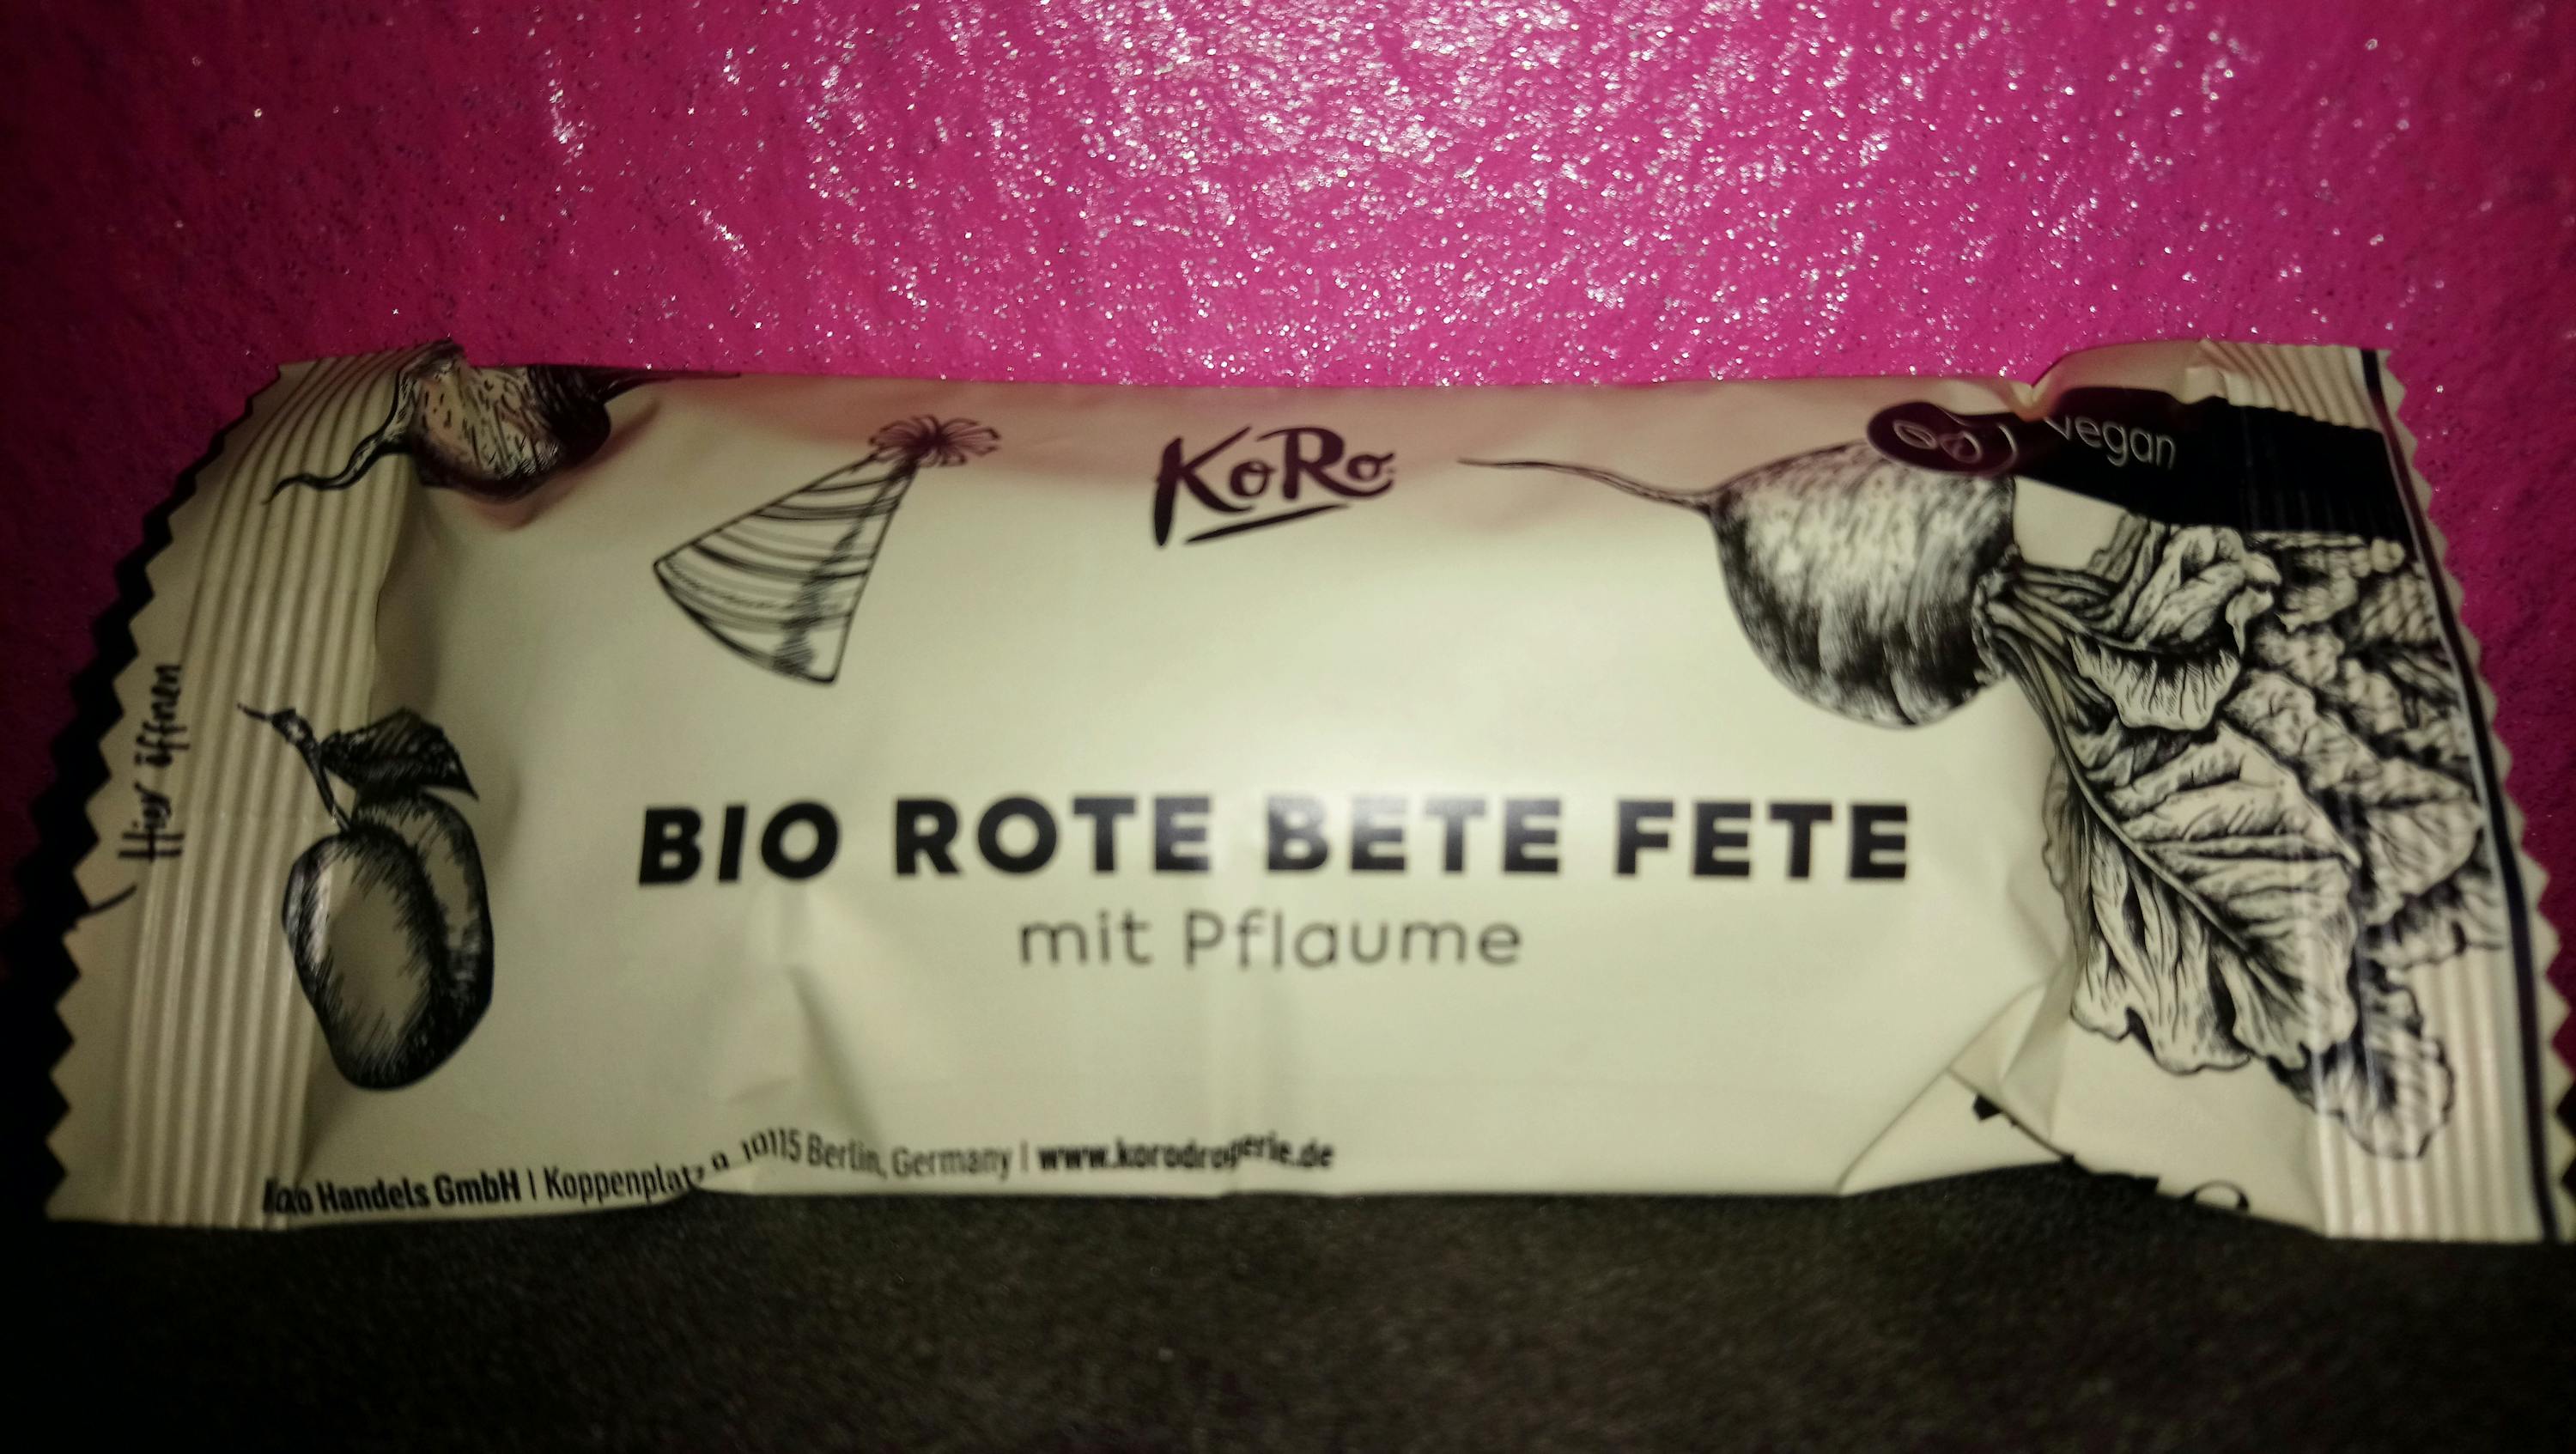 KoRo
vegan
Hier öffnen
BIO ROTE BETE FETE
mit Pflaume
Handels GmbH | Koppenplatz 9 10115 Berlin, Germany | www.korodrogerie.de